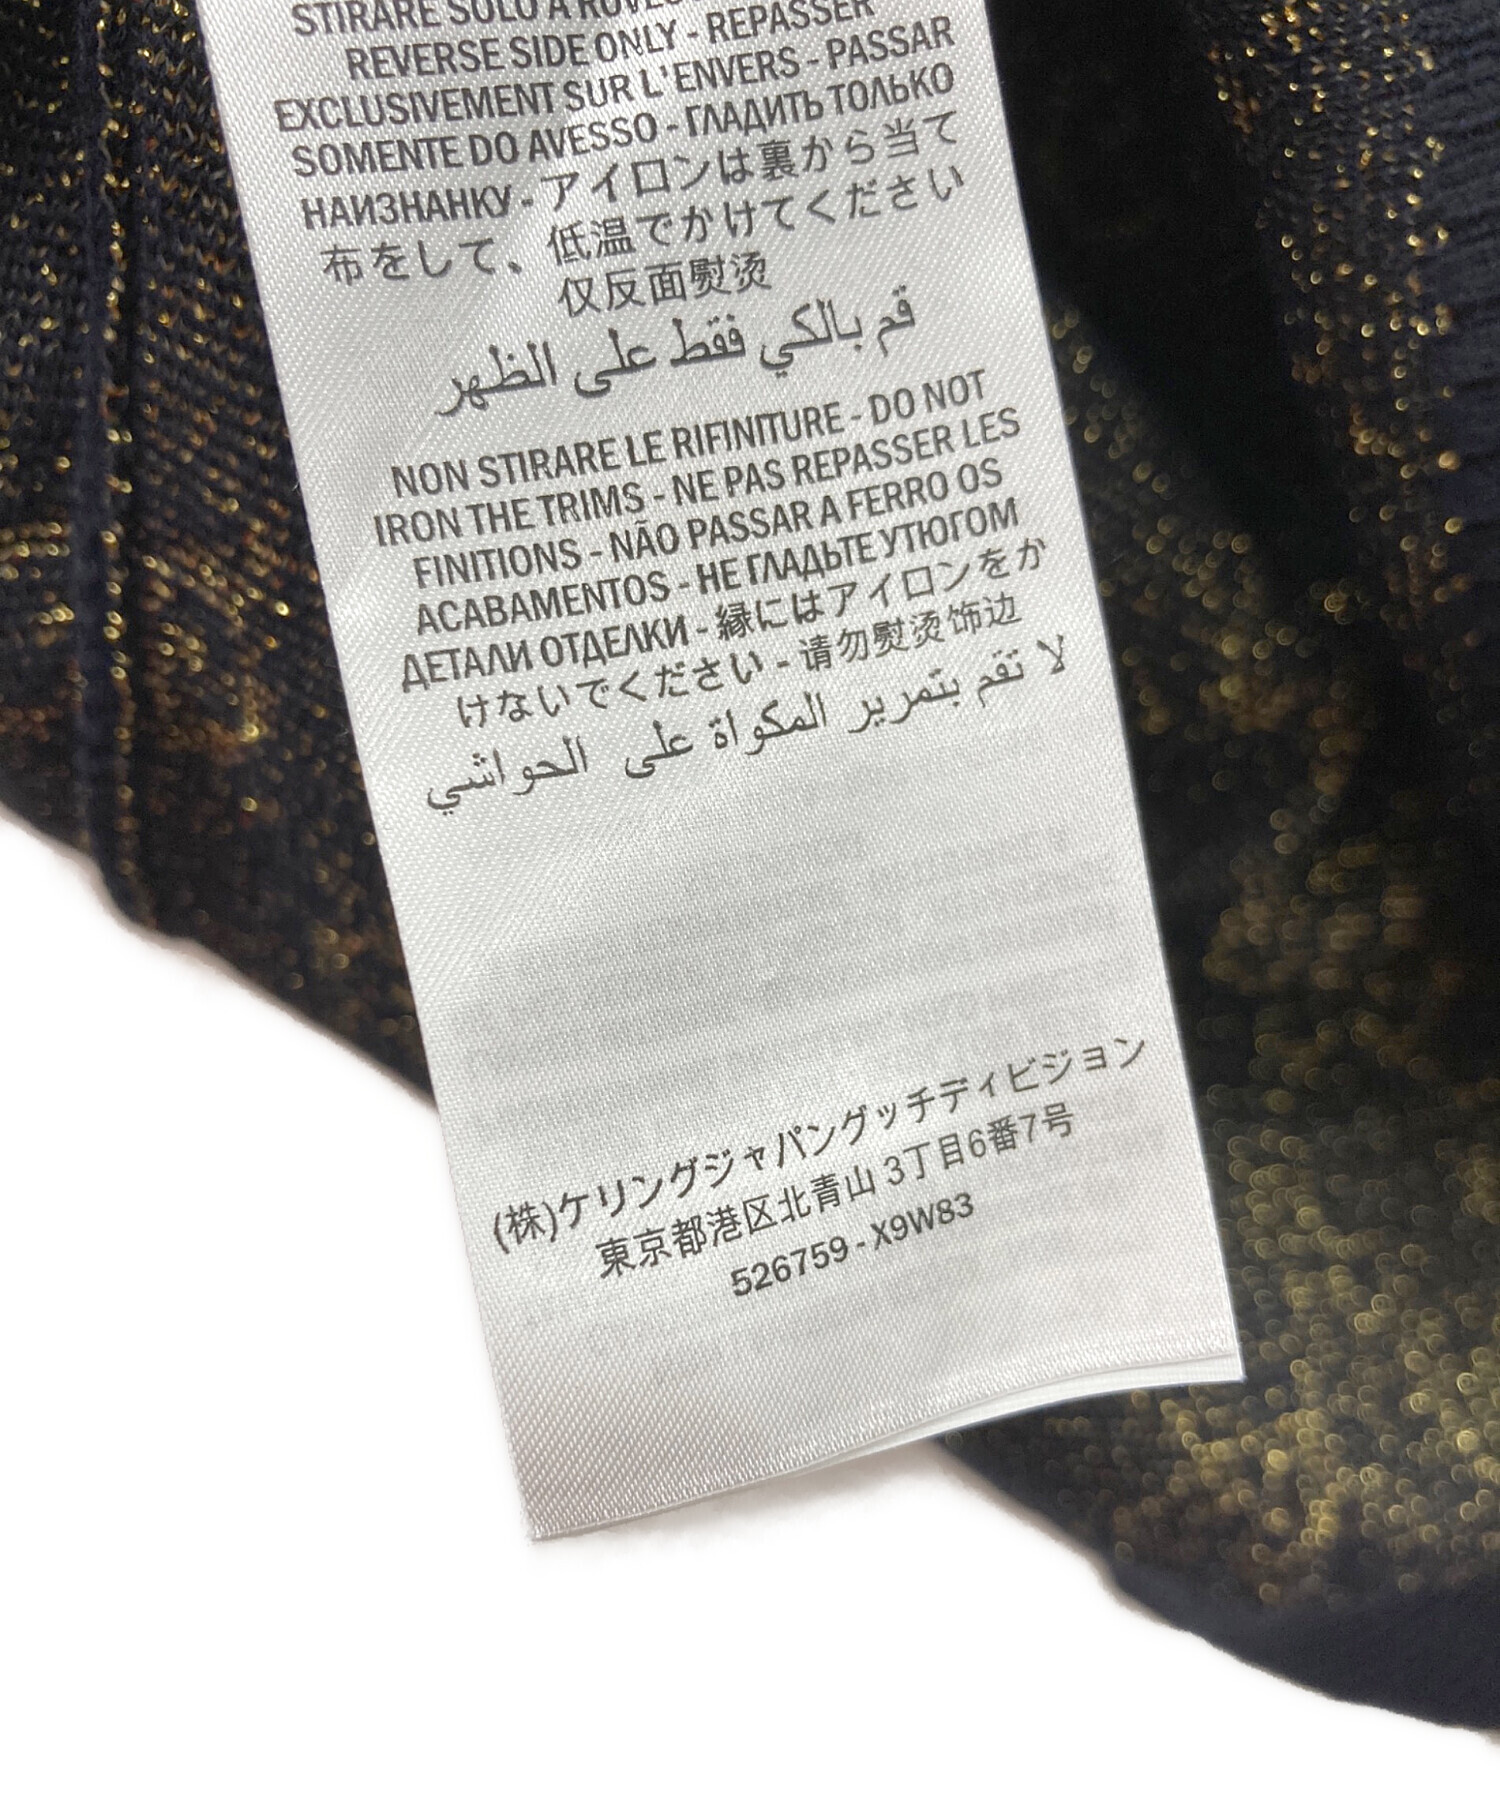 STIRARE SOLO A ROVESC
REVERSE SIDE ONLY - REPASSER
EXCLUSIVEMENT SUR L'ENVERS - PASSAR
SOMENTE DO AVESSO - ГЛАДИТЬ ТОЛЬКО
НАИЗНАНКУ - アイロンは裏から当て
布をして、低温でかけてください
仅反面熨烫
قم بالكي فقط على الظهر
NON STIRARE LE RIFINITURE - DO NOT
IRON THE TRIMS - NE PAS REPASSER LES
FINITIONS - NÃO PASSAR A FERRO OS
ACABAMENTOS - НЕ ГЛАДЬТЕ УТЮГОМ
ДЕТАЛИ ОТДЕЛКИ - 縁にはアイロンをか
けないでください - 请勿熨烫饰边
لا تقم بتمرير المكواة على الحواشي
(株)ケリングジャパングッチディビジョン
東京都港区北青山 3丁目6番7号
526759 - X9W83